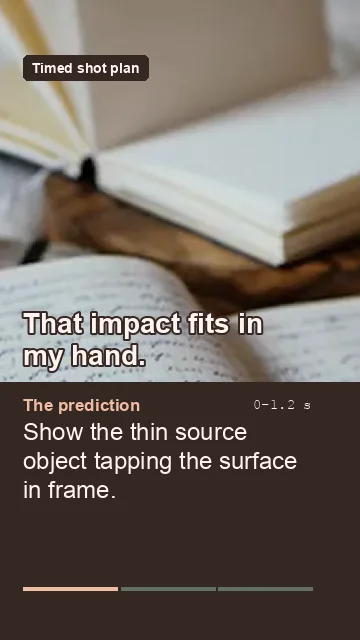 Timed shot plan
That impact fits in
my hand.
The prediction
0–1.2 s
Show the thin source
object tapping the surface
in frame.